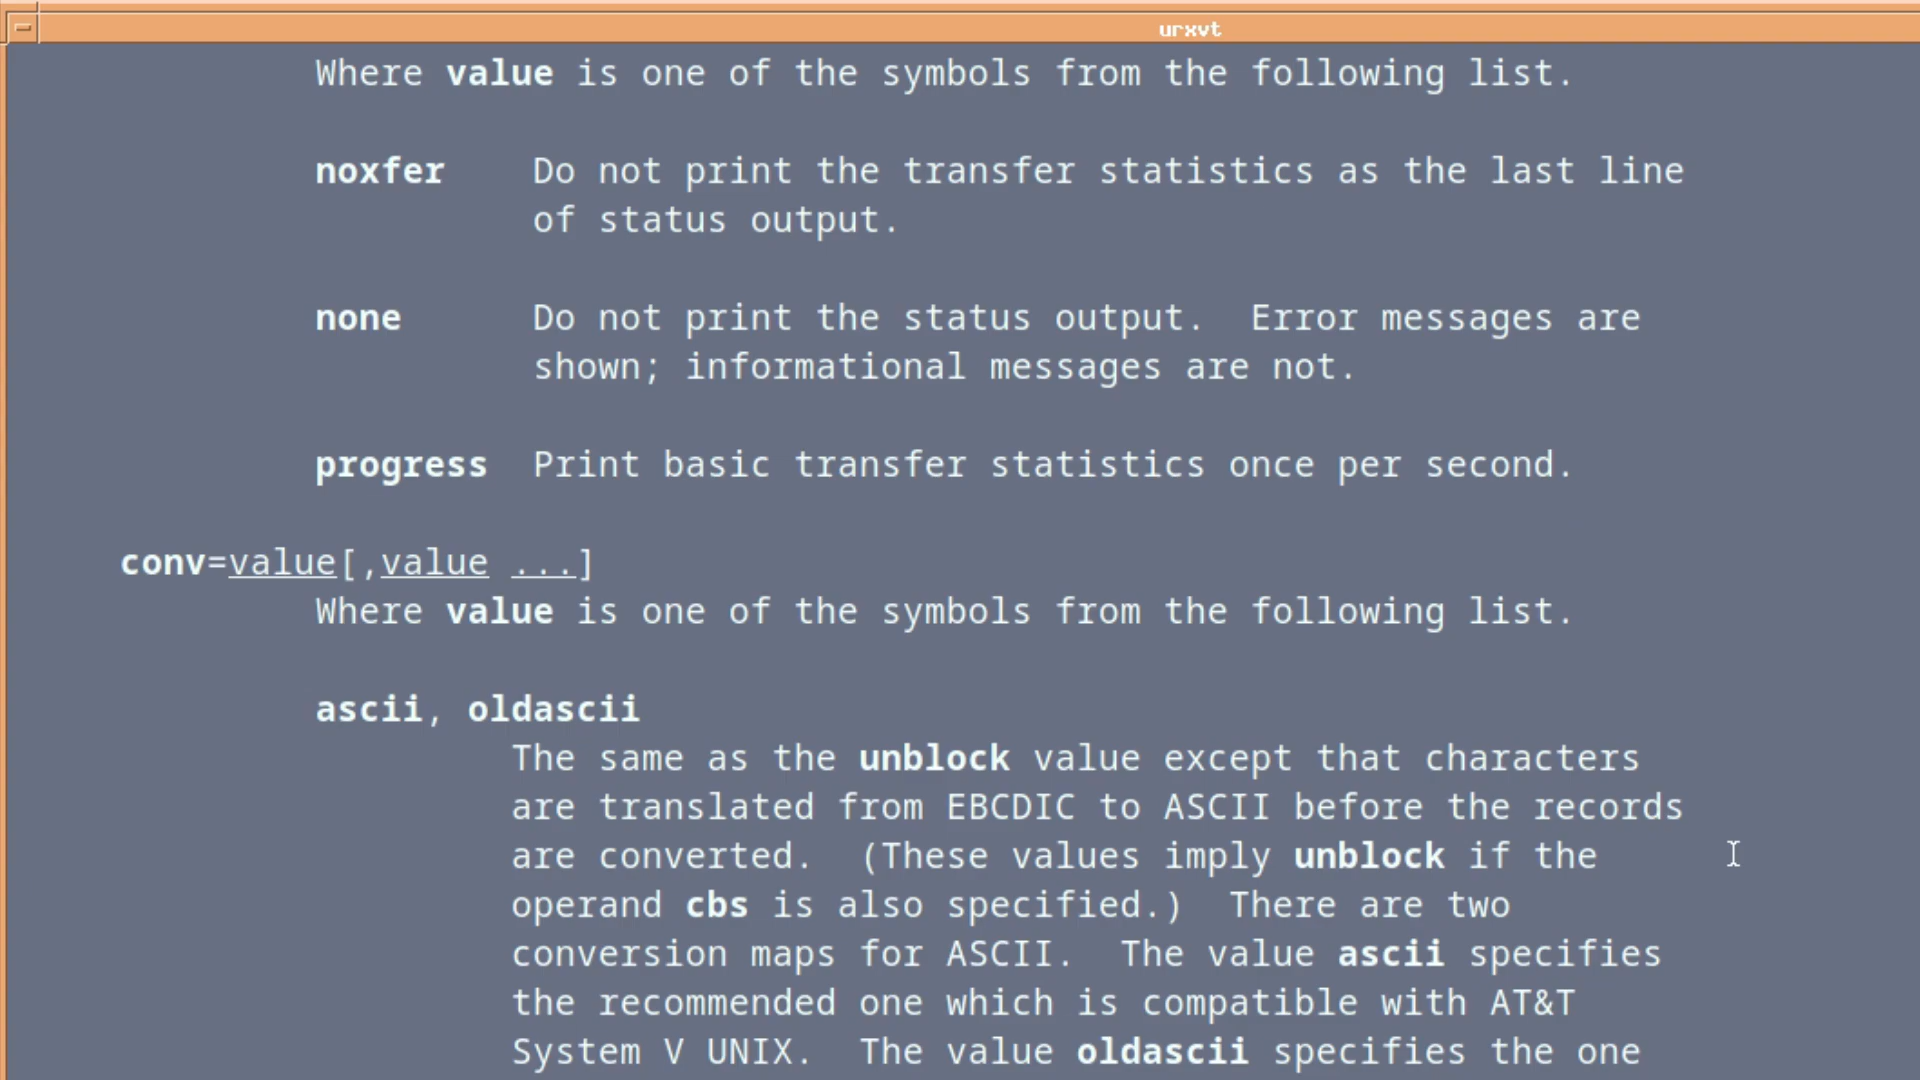 urxvt
Where value is one of the symbols from the following list.
noxfer Do not print the transfer statistics as the last line
of status output.
none Do not print the status output. Error messages are
shown; informational messages are not.
progress Print basic transfer statistics once per second.
conv=value[,value ...]
Where value is one of the symbols from the following list.
ascii, oldascii
The same as the unblock value except that characters
are translated from EBCDIC to ASCII before the records
are converted. (These values imply unblock if the
operand cbs is also specified.) There are two
conversion maps for ASCII. The value ascii specifies
the recommended one which is compatible with AT&T
System V UNIX. The value oldascii specifies the one